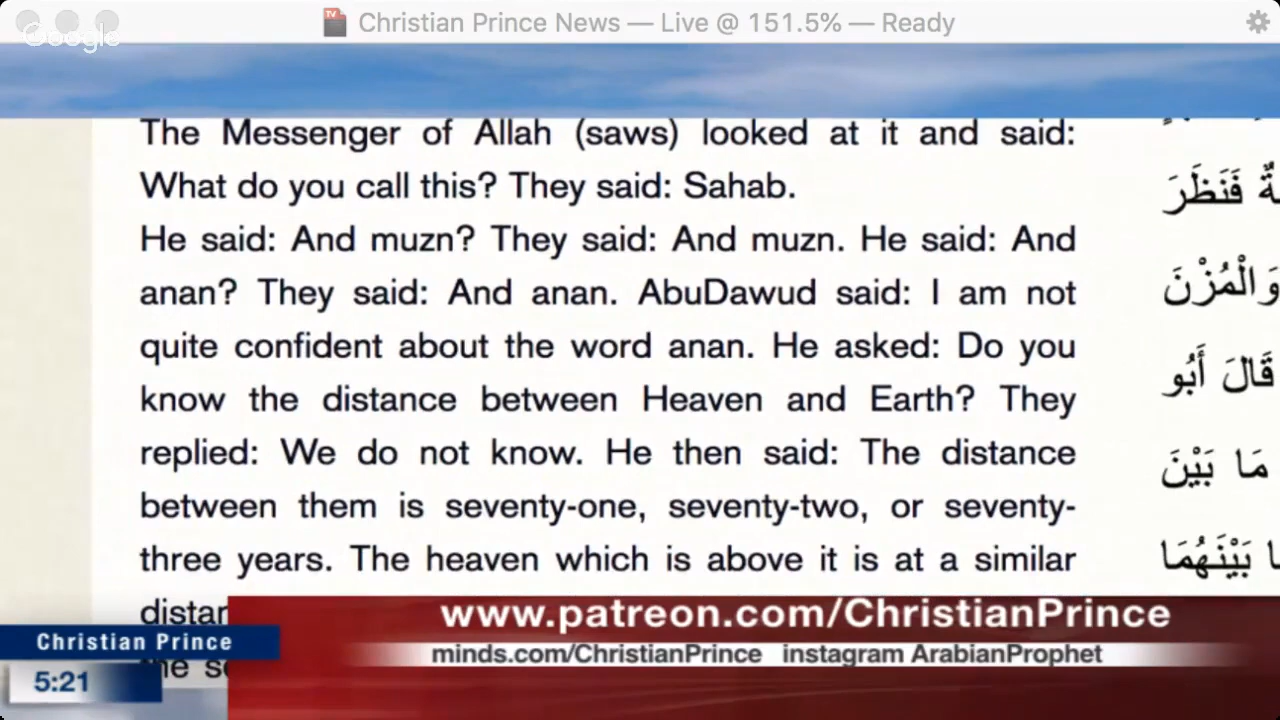 Christian Prince News — Live @ 151.5% — Ready
TV
Google
The Messenger of Allah (saws) looked at it and said:
What do you call this? They said: Sahab.
He said: And muzn? They said: And muzn. He said: And
anan? They said: And anan. AbuDawud said: I am not
quite confident about the word anan. He asked: Do you
know the distance between Heaven and Earth? They
replied: We do not know. He then said: The distance
between them is seventy-one, seventy-two, or seventy-
three years. The heaven which is above it is at a similar
فَنَظَرَ
وَالْمُزْنَ
قَالَ أَبُو
مَا بَيْنَ
بَيْنَهُمَا
www.patreon.com/ChristianPrince
Christian Prince
minds.com/ChristianPrince instagram ArabianProphet
5:21